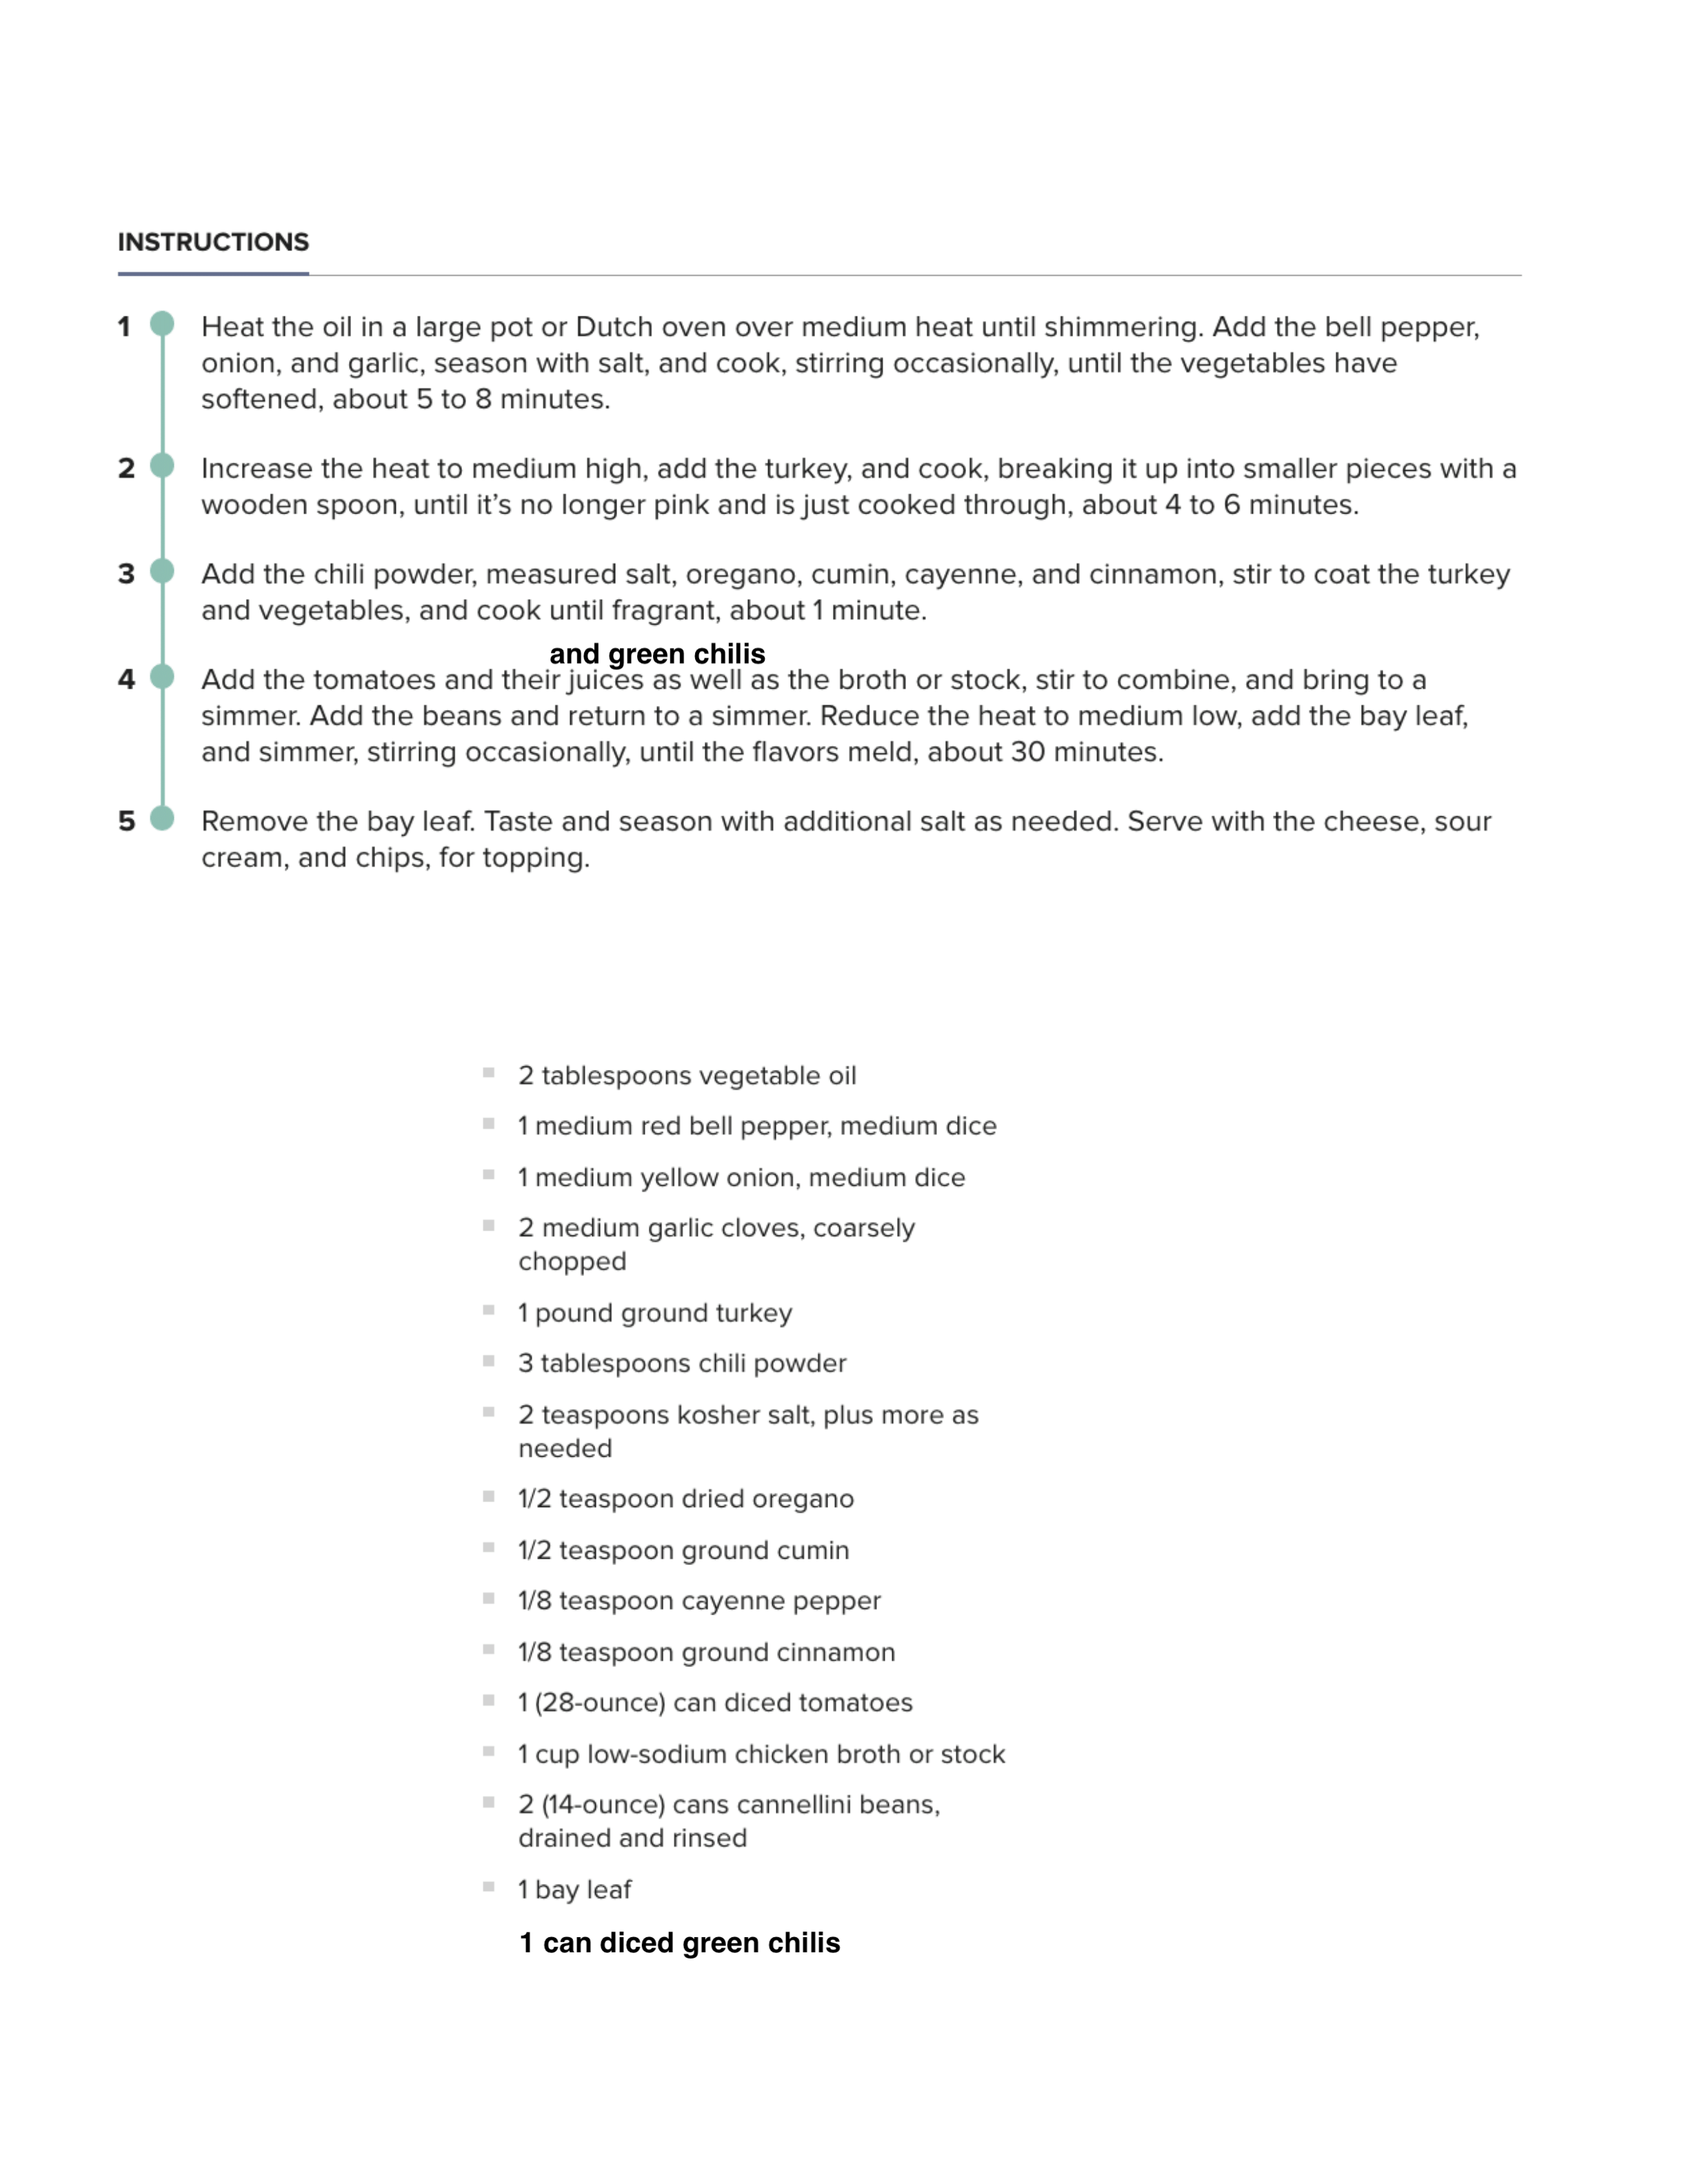 INSTRUCTIONS
1 Heat the oil in a large pot or Dutch oven over medium heat until shimmering. Add the bell pepper,
onion, and garlic, season with salt, and cook, stirring occasionally, until the vegetables have
softened, about 5 to 8 minutes.
2 Increase the heat to medium high, add the turkey, and cook, breaking it up into smaller pieces with a
wooden spoon, until it’s no longer pink and is just cooked through, about 4 to 6 minutes.
3 Add the chili powder, measured salt, oregano, cumin, cayenne, and cinnamon, stir to coat the turkey
and vegetables, and cook until fragrant, about 1 minute.
and green chilis
4 Add the tomatoes and their juices as well as the broth or stock, stir to combine, and bring to a
simmer. Add the beans and return to a simmer. Reduce the heat to medium low, add the bay leaf,
and simmer, stirring occasionally, until the flavors meld, about 30 minutes.
5 Remove the bay leaf. Taste and season with additional salt as needed. Serve with the cheese, sour
cream, and chips, for topping.
2 tablespoons vegetable oil
1 medium red bell pepper, medium dice
1 medium yellow onion, medium dice
2 medium garlic cloves, coarsely
chopped
1 pound ground turkey
3 tablespoons chili powder
2 teaspoons kosher salt, plus more as
needed
1/2 teaspoon dried oregano
1/2 teaspoon ground cumin
1/8 teaspoon cayenne pepper
1/8 teaspoon ground cinnamon
1 (28-ounce) can diced tomatoes
1 cup low-sodium chicken broth or stock
2 (14-ounce) cans cannellini beans,
drained and rinsed
1 bay leaf
1 can diced green chilis